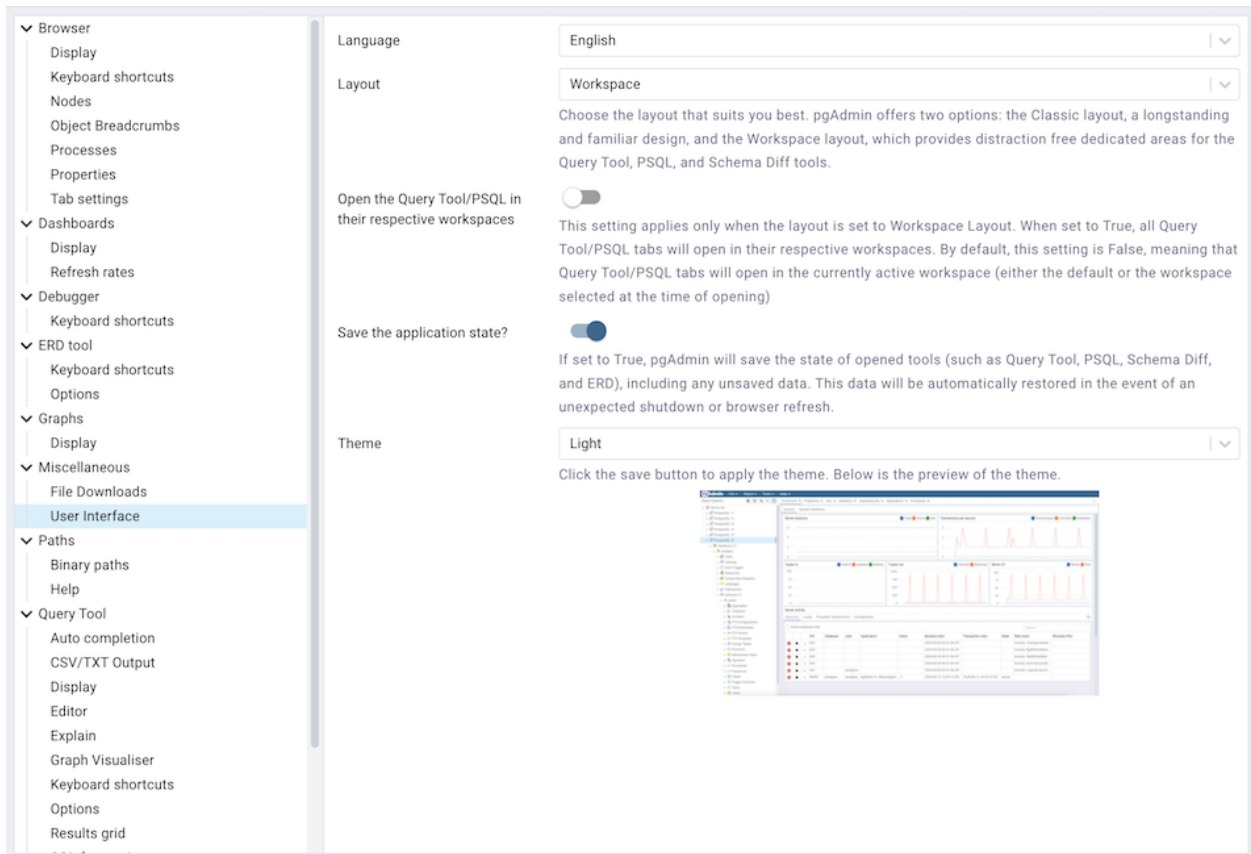 Browser
Display
Keyboard shortcuts
Nodes
Object Breadcrumbs
Processes
Properties
Tab settings
Dashboards
Display
Refresh rates
Debugger
Keyboard shortcuts
ERD tool
Keyboard shortcuts
Options
Graphs
Display
Miscellaneous
File Downloads
User Interface
Paths
Binary paths
Help
Query Tool
Auto completion
CSV/TXT Output
Display
Editor
Explain
Graph Visualiser
Keyboard shortcuts
Options
Results grid
Language
English
Layout
Workspace
Choose the layout that suits you best. pgAdmin offers two options: the Classic layout, a longstanding
and familiar design, and the Workspace layout, which provides distraction free dedicated areas for the
Query Tool, PSQL, and Schema Diff tools.
Open the Query Tool/PSQL in
their respective workspaces
This setting applies only when the layout is set to Workspace Layout. When set to True, all Query
Tool/PSQL tabs will open in their respective workspaces. By default, this setting is False, meaning that
Query Tool/PSQL tabs will open in the currently active workspace (either the default or the workspace
selected at the time of opening)
Save the application state?
If set to True, pgAdmin will save the state of opened tools (such as Query Tool, PSQL, Schema Diff,
and ERD), including any unsaved data. This data will be automatically restored in the event of an
unexpected shutdown or browser refresh.
Theme
Light
Click the save button to apply the theme. Below is the preview of the theme.